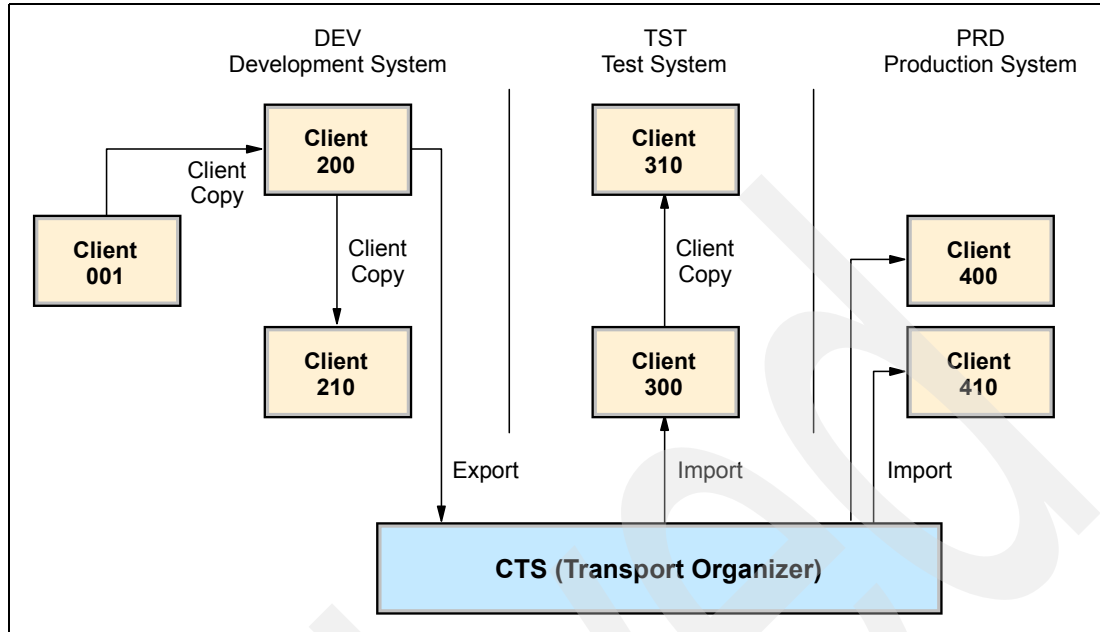 DEV
Development System
TST
Test System
PRD
Production System
Client
200
Client
310
Client
Copy
Client
001
Client
Copy
Client
Copy
Client
400
Client
210
Client
300
Client
410
Export
Import
Import
CTS (Transport Organizer)